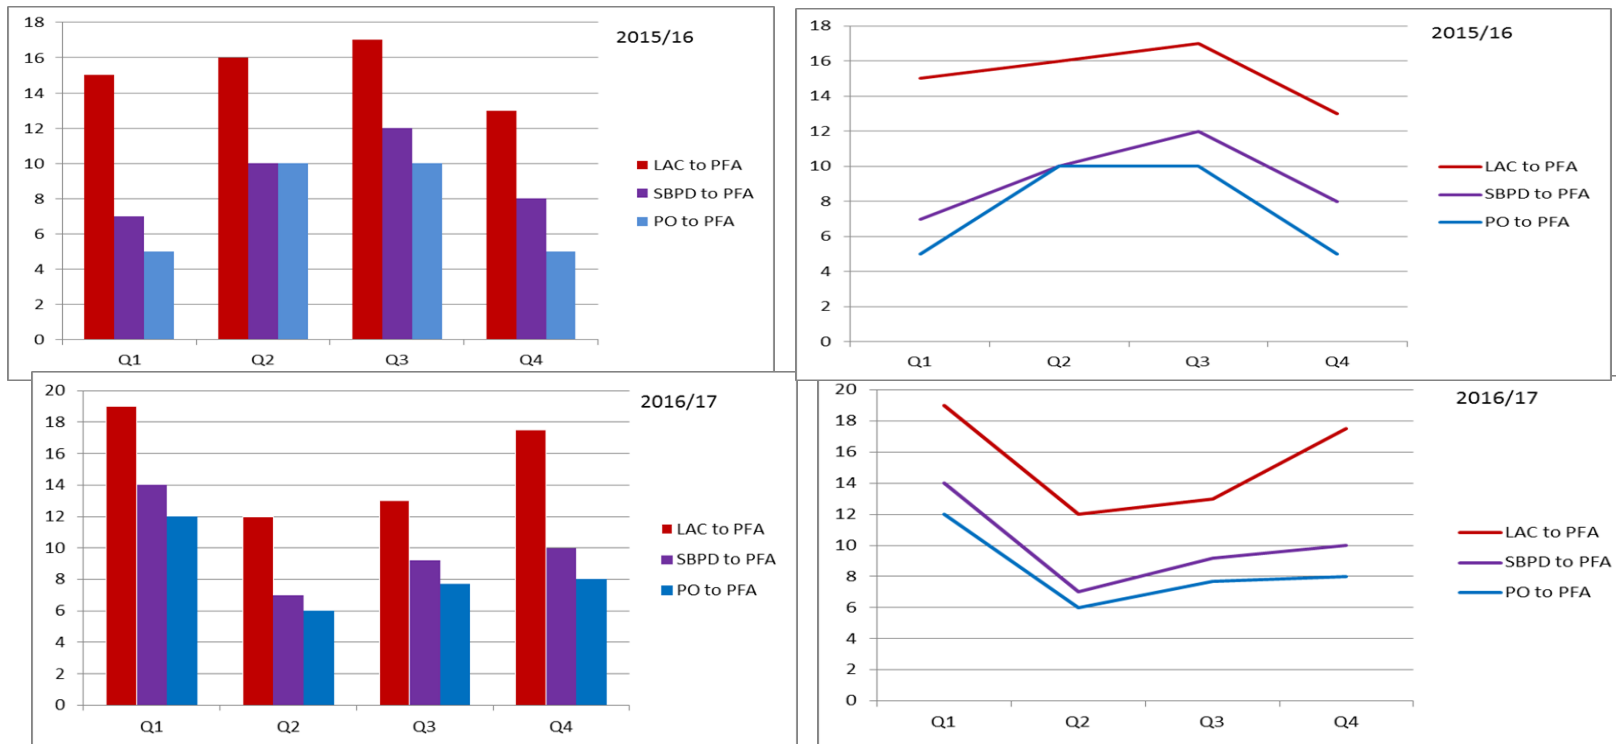 18
16
14
12
10
8
6
4
2
0
Q1 Q2 Q3 Q4
2015/16
LAC to PFA
SBPD to PFA
PO to PFA
18
16
14
12
10
8
6
4
2
0
Q1 Q2 Q3 Q4
2015/16
LAC to PFA
SBPD to PFA
PO to PFA
20
18
16
14
12
10
8
6
4
2
0
Q1 Q2 Q3 Q4
2016/17
LAC to PFA
SBPD to PFA
PO to PFA
20
18
16
14
12
10
8
6
4
2
0
Q1 Q2 Q3 Q4
2016/17
LAC to PFA
SBPD to PFA
PO to PFA